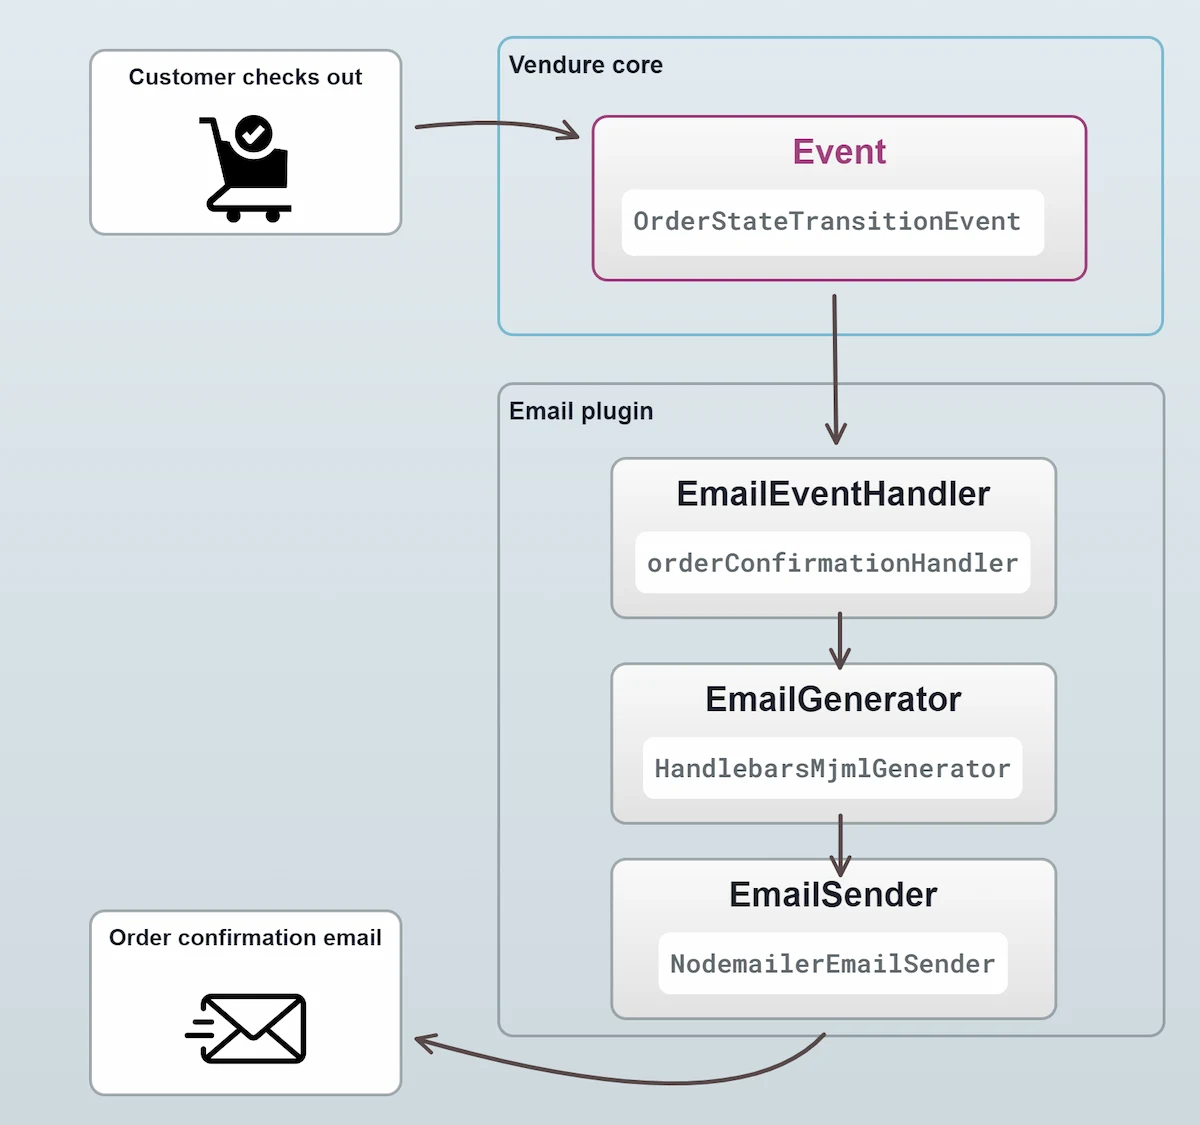 Customer checks out
Vendure core
Event
OrderStateTransitionEvent
Email plugin
EmailEventHandler
orderConfirmationHandler
EmailGenerator
HandlebarsMjmlGenerator
EmailSender
NodemailerEmailSender
Order confirmation email